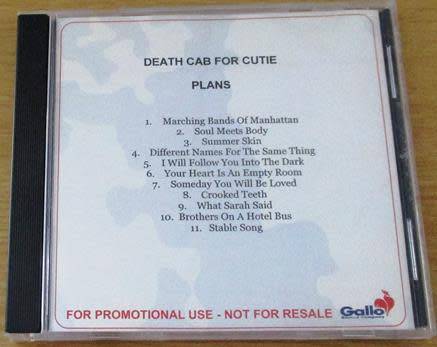 DEATH CAB FOR CUTIE
PLANS
1. Marching Bands Of Manhattan
2. Soul Meets Body
3. Summer Skin
4. Different Names For The Same Thing
5. I Will Follow You Into The Dark
6. Your Heart Is An Empty Room
7. Someday You Will Be Loved
8. Crooked Teeth
9. What Sarah Said
10. Brothers On A Hotel Bus
11. Stable Song
FOR PROMOTIONAL USE - NOT FOR RESALE
Gallo